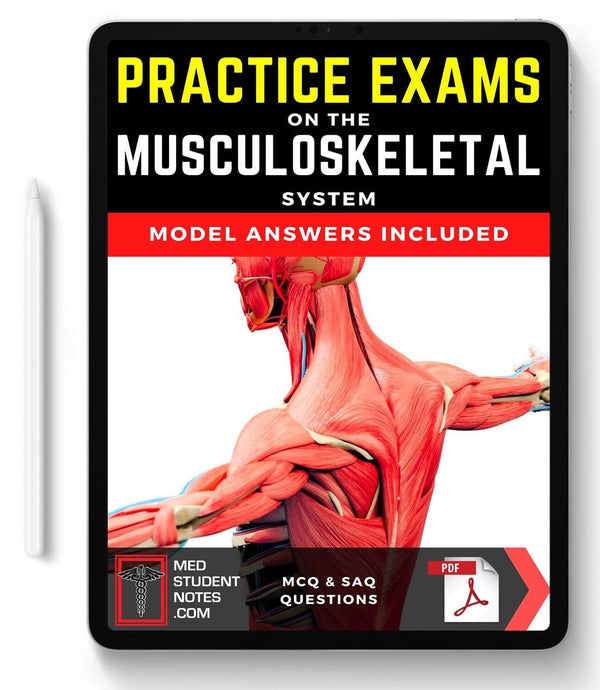 PRACTICE EXAMS
ON THE
MUSCULOSKELETAL
SYSTEM
MODEL ANSWERS INCLUDED
MED
STUDENT
NOTES
.COM
MCQ & SAQ
QUESTIONS
PDF